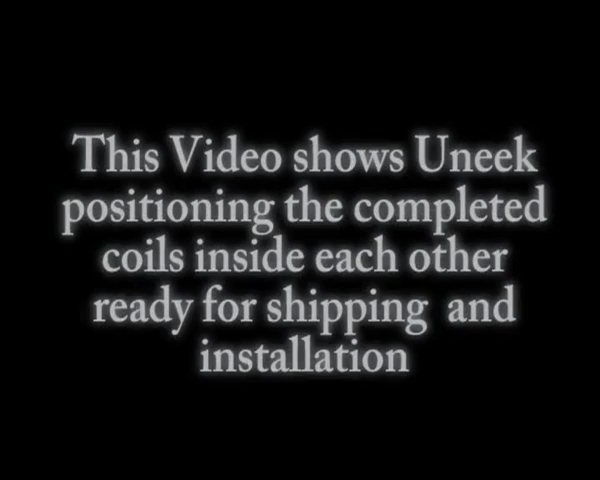 This Video shows Uneek
positioning the completed
coils inside each other
ready for shipping  and
installation